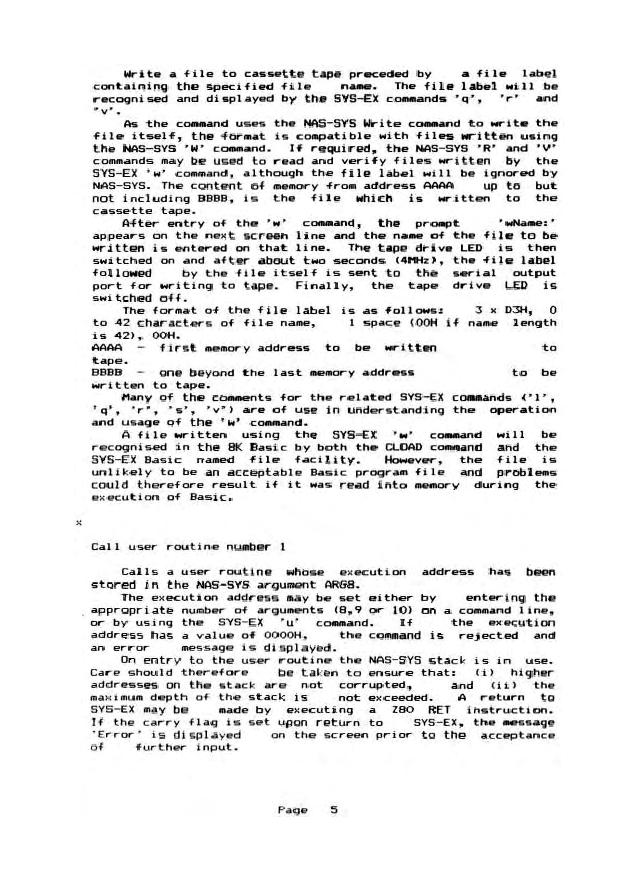 Write a file to cassette tape preceded by a file label
containing the specified file name. The file label will be
recognised and displayed by the SYS-EX commands 'q', 'r' and
'v'.
As the command uses the NAS-SYS Write command to write the
file itself, the format is compatible with files written using
the NAS-SYS 'W' command. If required, the NAS-SYS 'R' and 'V'
commands may be used to read and verify files written by the
SYS-EX 'w' command, although the file label will be ignored by
NAS-SYS. The content of memory from address AAAA up to but
not including BBBB, is the file which is written to the
cassette tape.
After entry of the 'w' command, the prompt 'wName:'
appears on the next screen line and the name of the file to be
written is entered on that line. The tape drive LED is then
switched on and after about two seconds (4MHz), the file label
followed by the file itself is sent to the serial output
port for writing to tape. Finally, the tape drive LED is
switched off.
The format of the file label is as follows: 3 x D3H, 0
to 42 characters of file name, 1 space (00H if name length
is 42), 00H.
AAAA - first memory address to be written to
tape.
BBBB - one beyond the last memory address to be
written to tape.
Many of the comments for the related SYS-EX commands ('l',
'q', 'r', 's', 'v') are of use in understanding the operation
and usage of the 'w' command.
A file written using the SYS-EX 'w' command will be
recognised in the 8K Basic by both the CLOAD command and the
SYS-EX Basic named file facility. However, the file is
unlikely to be an acceptable Basic program file and problems
could therefore result if it was read into memory during the
execution of Basic.
x
Call user routine number 1
Calls a user routine whose execution address has been
stored in the NAS-SYS argument ARG8.
The execution address may be set either by entering the
appropriate number of arguments (8,9 or 10) on a command line,
or by using the SYS-EX 'u' command. If the execution
address has a value of 0000H, the command is rejected and
an error message is displayed.
On entry to the user routine the NAS-SYS stack is in use.
Care should therefore be taken to ensure that: (i) higher
addresses on the stack are not corrupted, and (ii) the
maximum depth of the stack is not exceeded. A return to
SYS-EX may be made by executing a Z80 RET instruction.
If the carry flag is set upon return to SYS-EX, the message
'Error' is displayed on the screen prior to the acceptance
of further input.
Page 5